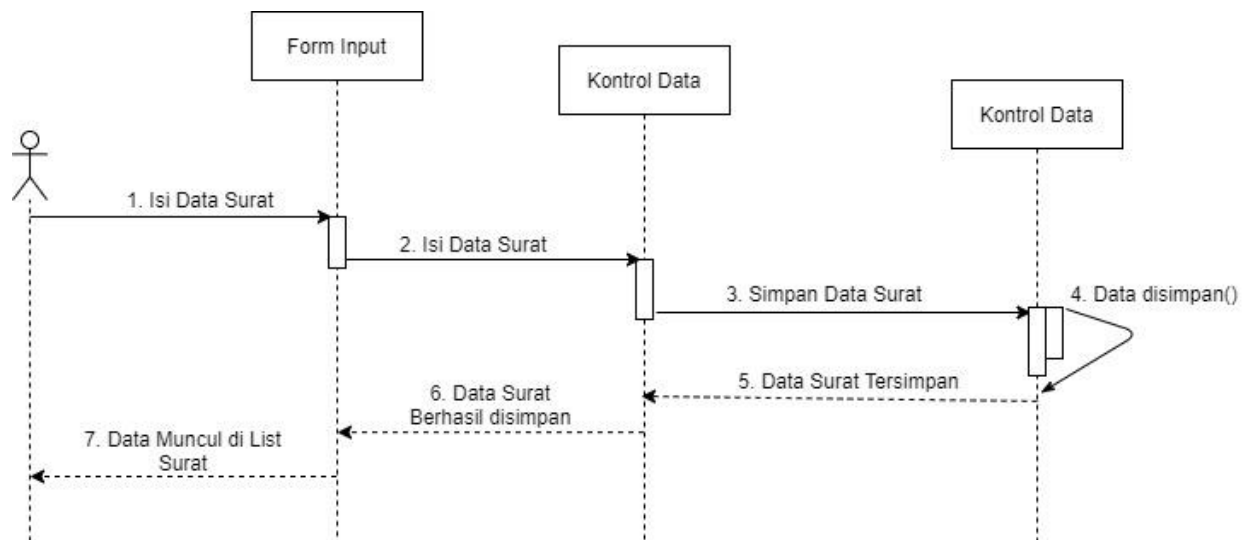 Form Input
Kontrol Data
Kontrol Data
1. Isi Data Surat
2. Isi Data Surat
3. Simpan Data Surat
4. Data disimpan()
5. Data Surat Tersimpan
6. Data Surat
Berhasil disimpan
7. Data Muncul di List
Surat